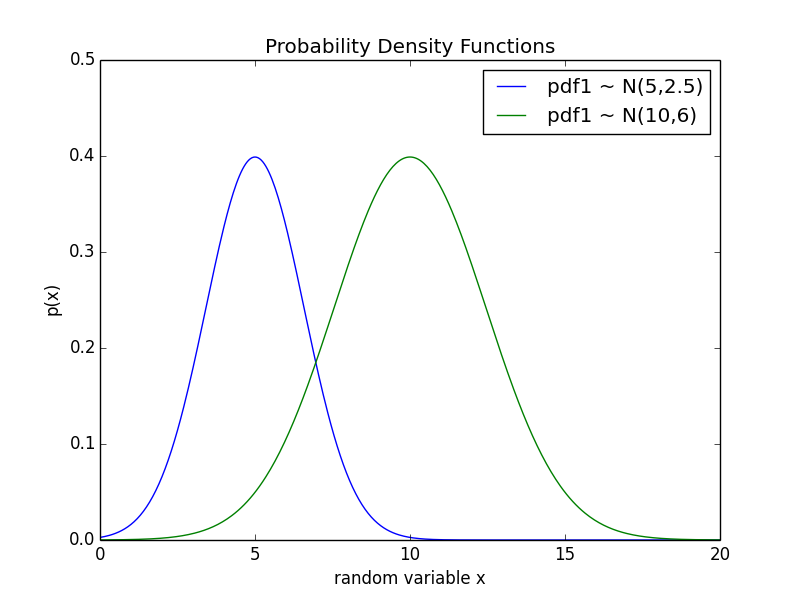 Probability Density Functions
pdf1 ~ N(5,2.5)
pdf1 ~ N(10,6)
0.5
0.4
0.3
0.2
0.1
0.0
p(x)
0 5 10 15 20
random variable x